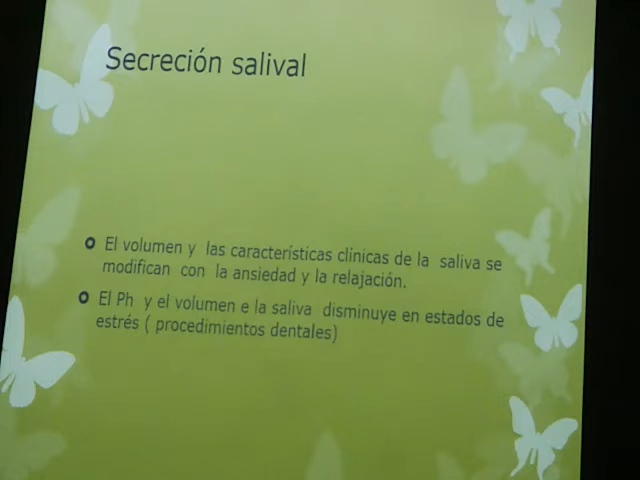 Secreción salival
El volumen y las características clínicas de la saliva se
modifican con la ansiedad y la relajación.
El Ph y el volumen e la saliva disminuye en estados de
estrés ( procedimientos dentales)